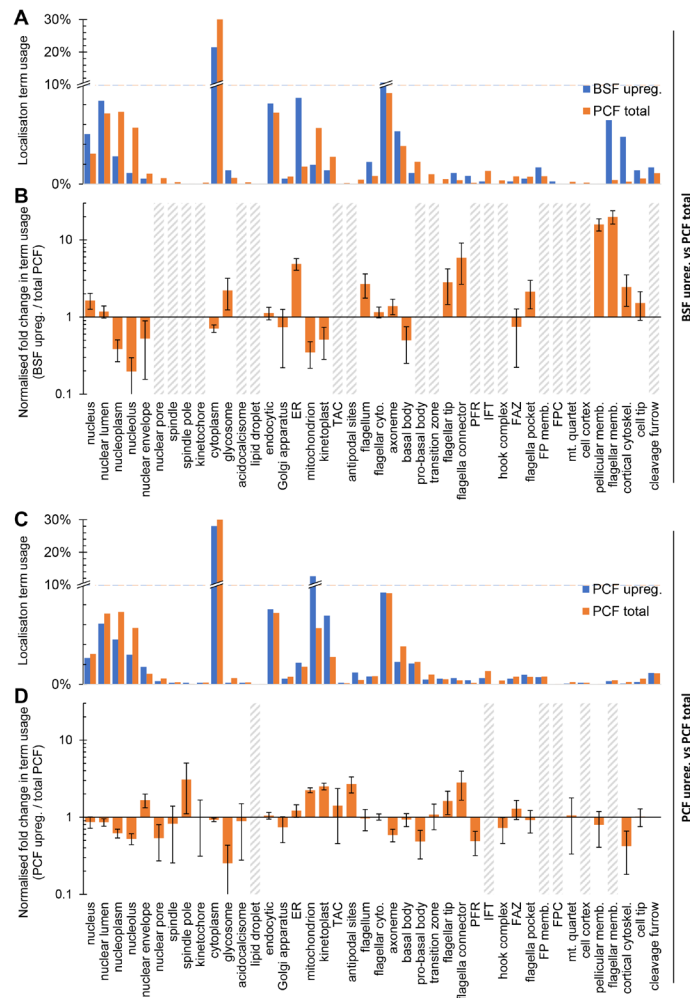 A
30%
20%
10%
0%
Localisaton term usage
BSF upreg.
PCF total
B
10
1
0.1
Normalised fold change in term usage
(BSF upreg. / total PCF)
BSF upreg. vs PCF total
nucleus
nuclear lumen
nucleoplasm
nucleolus
nuclear envelope
nuclear pore
spindle
spindle pole
kinetochore
cytoplasm
glycosome
acidocalcisome
lipid droplet
endocytic
Golgi apparatus
ER
mitochondrion
kinetoplast
TAC
antipodal sites
flagellum
flagellar cyto.
axoneme
basal body
pro-basal body
transition zone
flagellar tip
flagella connector
PFR
IFT
hook complex
FAZ
flagella pocket
FP memb.
FPC
mt. quartet
cell cortex
pellicular memb.
flagellar memb.
cortical cytoskel.
cell tip
cleavage furrow
C
30%
20%
10%
0%
Localisaton term usage
PCF upreg.
PCF total
D
10
1
0.1
Normalised fold change in term usage
(PCF upreg. / total PCF)
PCF upreg. vs PCF total
nucleus
nuclear lumen
nucleoplasm
nucleolus
nuclear envelope
nuclear pore
spindle
spindle pole
kinetochore
cytoplasm
glycosome
acidocalcisome
lipid droplet
endocytic
Golgi apparatus
ER
mitochondrion
kinetoplast
TAC
antipodal sites
flagellum
flagellar cyto.
axoneme
basal body
pro-basal body
transition zone
flagellar tip
flagella connector
PFR
IFT
hook complex
FAZ
flagella pocket
FP memb.
FPC
mt. quartet
cell cortex
pellicular memb.
flagellar memb.
cortical cytoskel.
cell tip
cleavage furrow